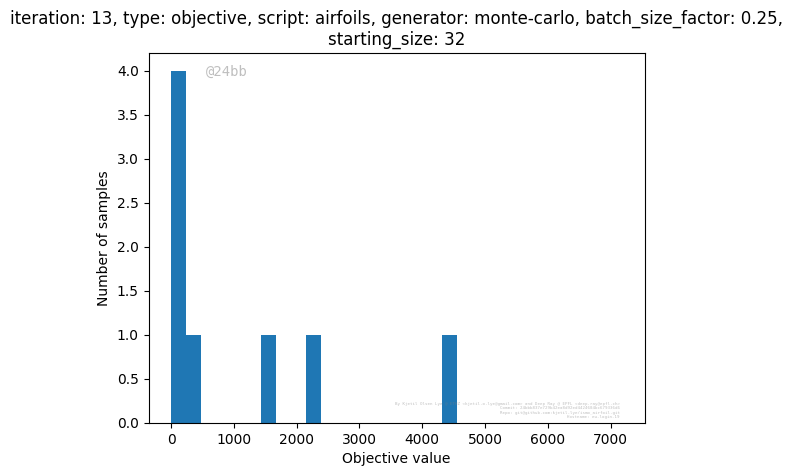 iteration: 13, type: objective, script: airfoils, generator: monte-carlo, batch_size_factor: 0.25,
starting_size: 32
@24bb
4.0
3.5
3.0
2.5
2.0
1.5
1.0
0.5
0.0
Number of samples
0 1000 2000 3000 4000 5000 6000 7000
Objective value